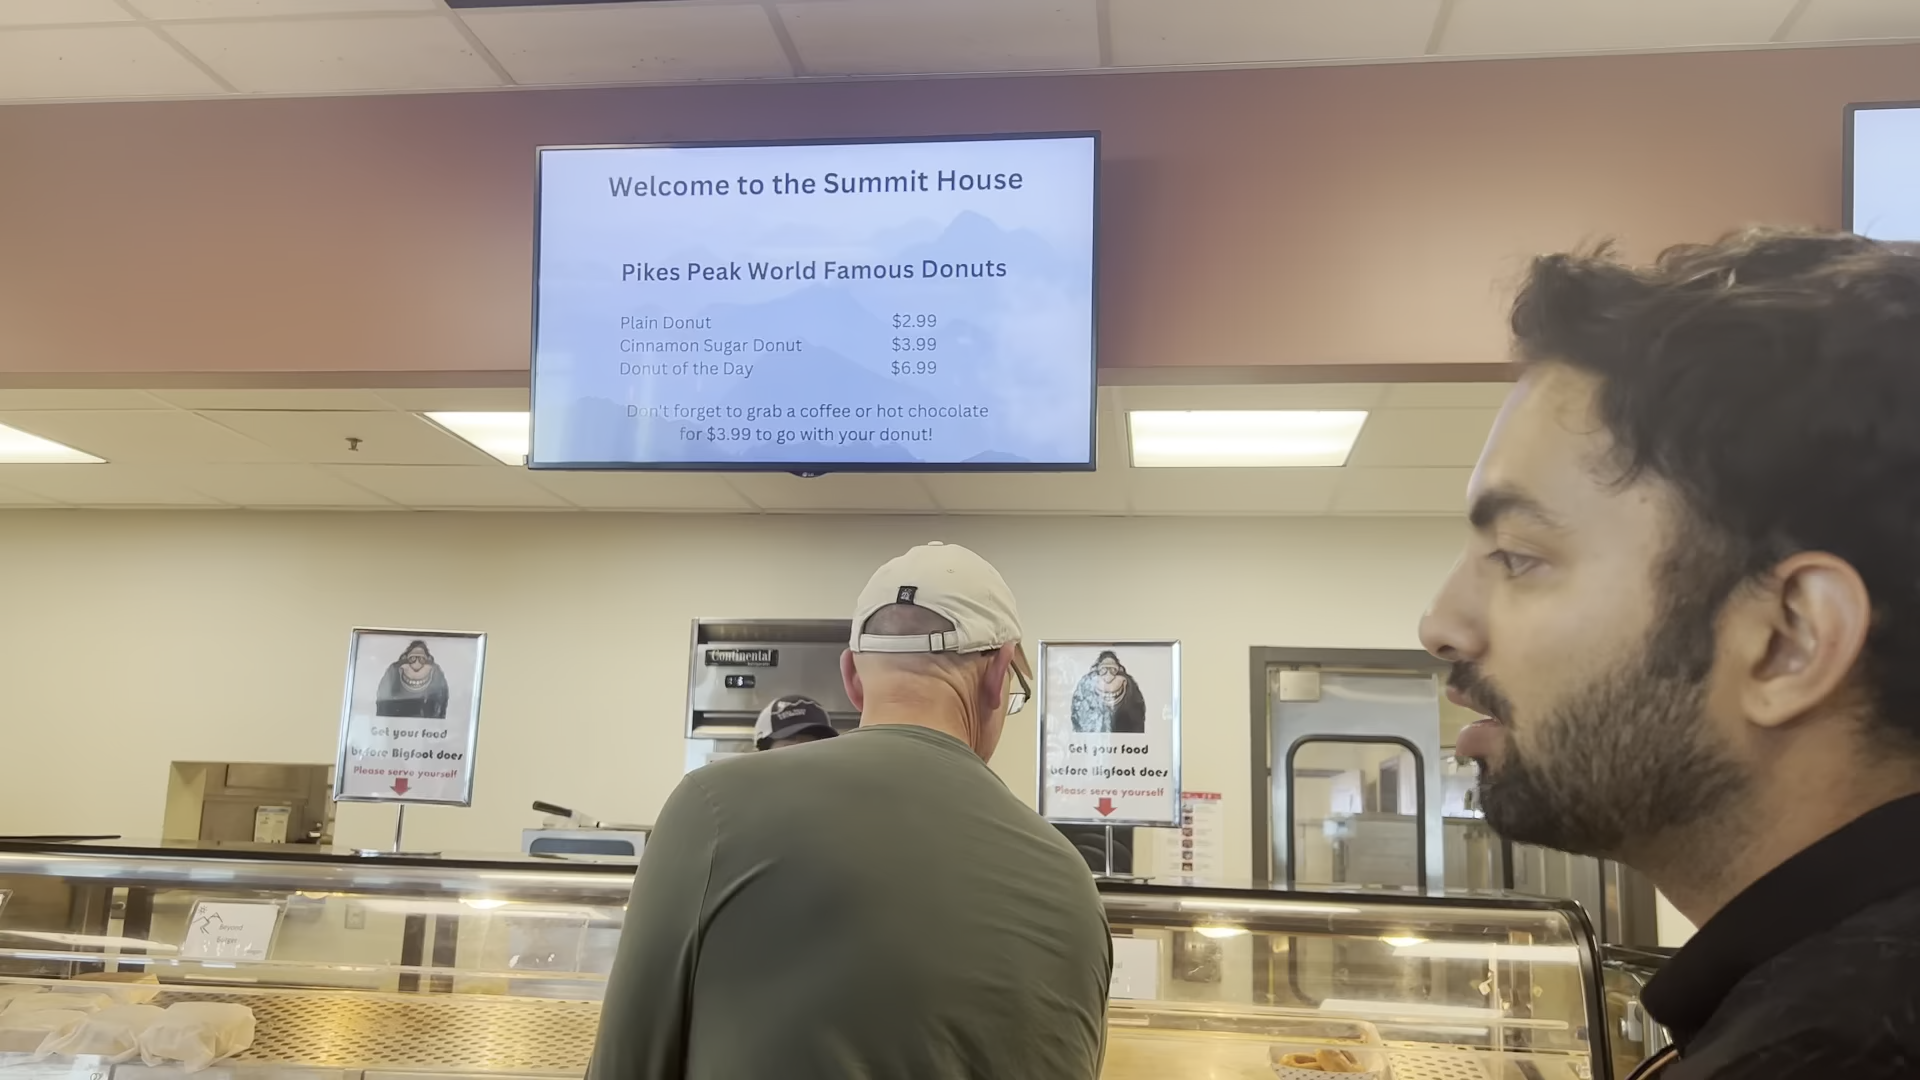 Welcome to the Summit House
Pikes Peak World Famous Donuts
Plain Donut $2.99
Cinnamon Sugar Donut $3.99
Donut of the Day $6.99
Don't forget to grab a coffee or hot chocolate
for $3.99 to go with your donut!
Continental
Get your food
before Bigfoot does
Please serve yourself
Get your food
before Bigfoot does
Please serve yourself
Beyond
Burger